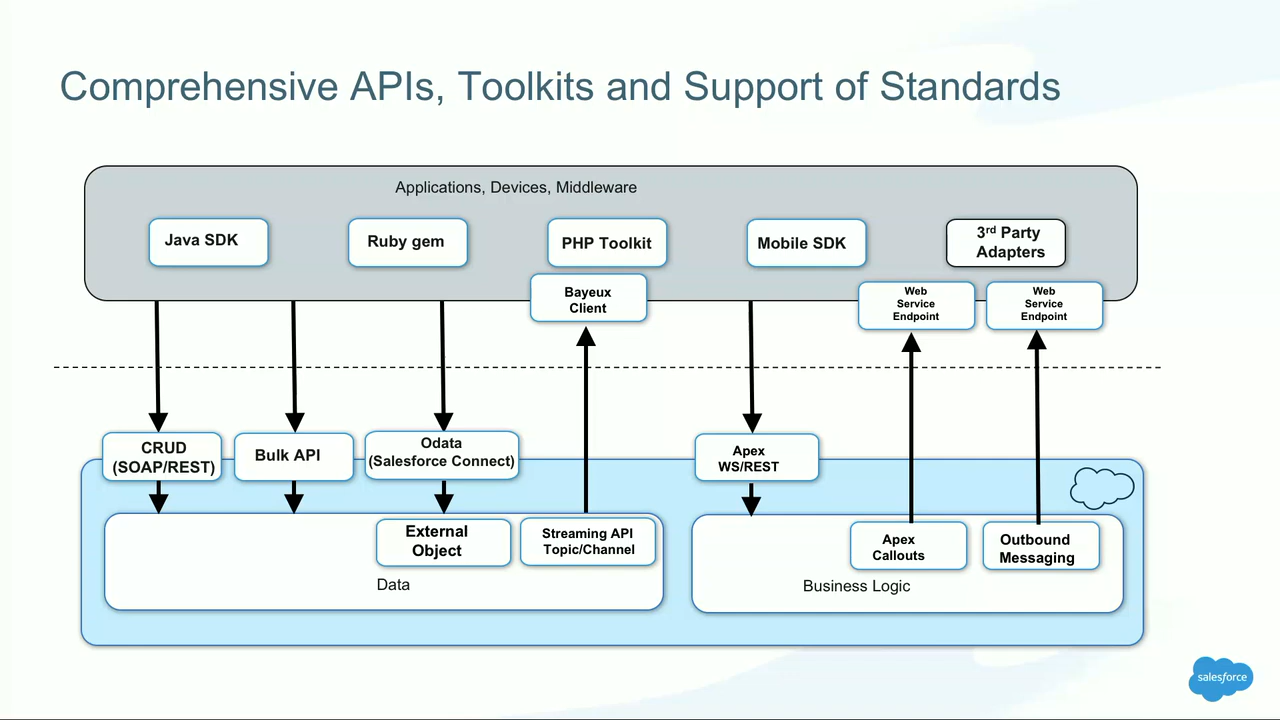 Comprehensive APIs, Toolkits and Support of Standards
Applications, Devices, Middleware
Java SDK
Ruby gem
PHP Toolkit
Mobile SDK
3rd Party
Adapters
Bayeux
Client
Web
Service
Endpoint
Web
Service
Endpoint
CRUD
(SOAP/REST)
Bulk API
Odata
(Salesforce Connect)
Apex
WS/REST
External
Object
Streaming API
Topic/Channel
Data
Apex
Callouts
Outbound
Messaging
Business Logic
salesforce